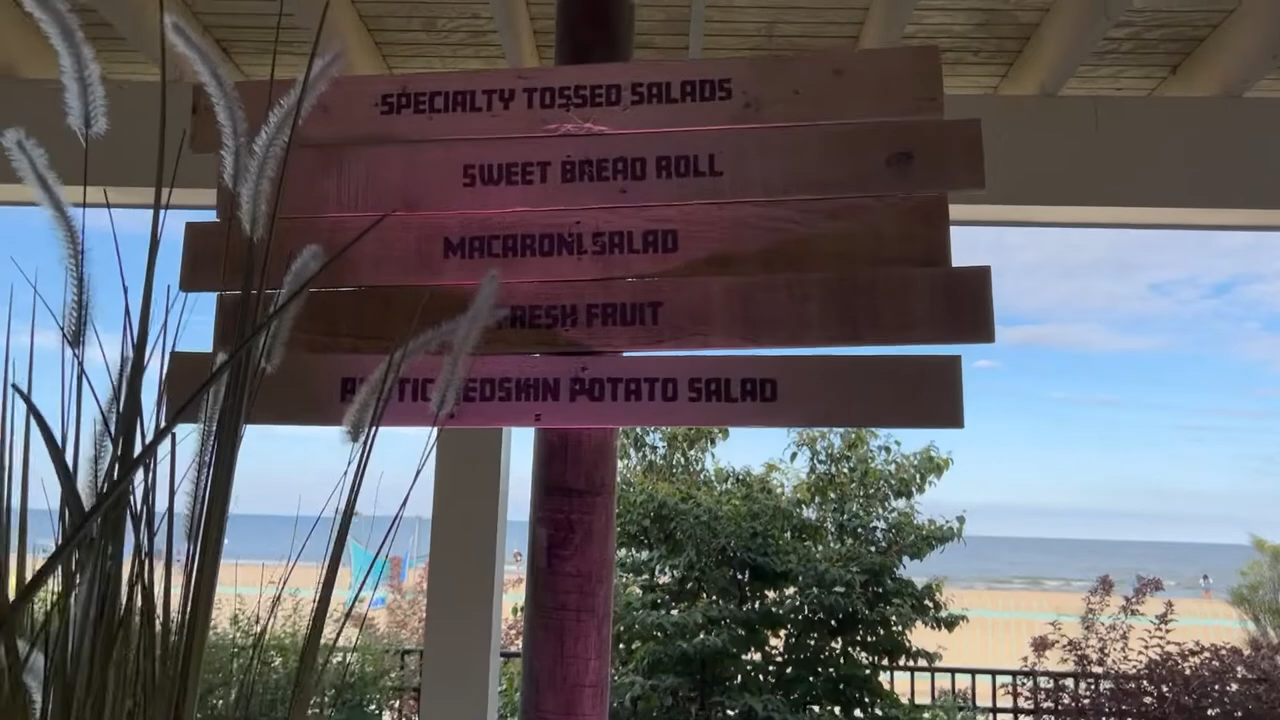 SPECIALTY TOSSED SALADS
SWEET BREAD ROLL
MACARONI SALAD
FRESH FRUIT
POTATO SALAD